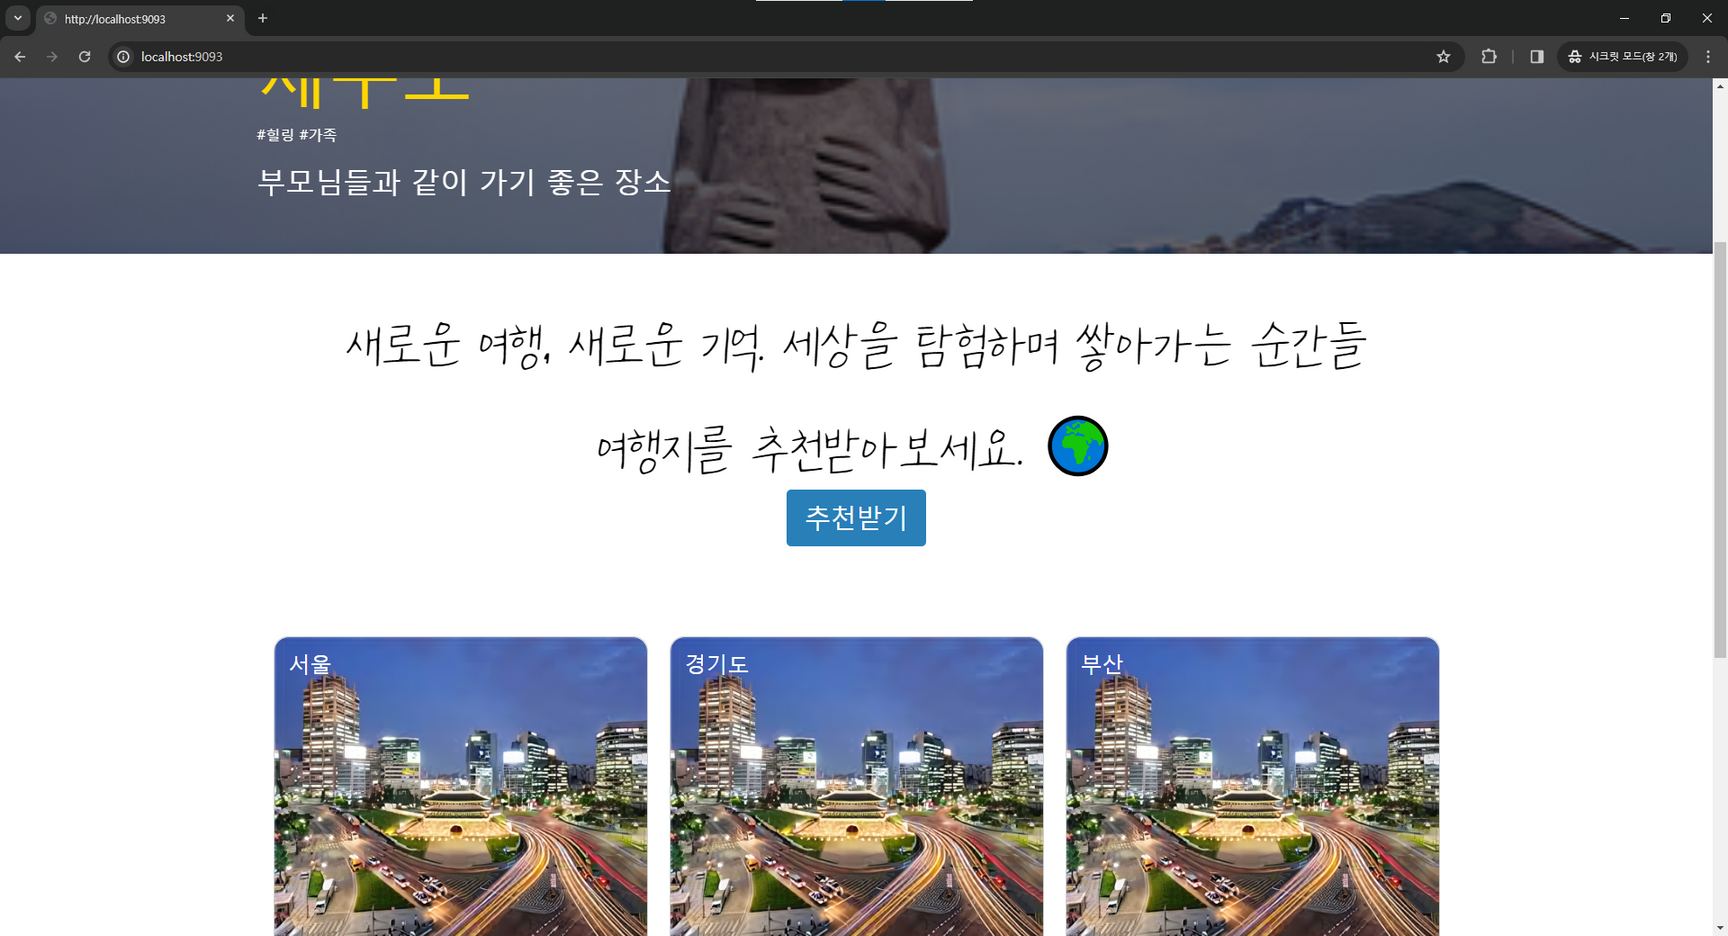 http://localhost:9093
localhost:9093
시크릿 모드(창 2개)
제주도
#힐링 #가족
부모님들과 같이 가기 좋은 장소
새로운 여행, 새로운 기억. 세상을 탐험하며 쌓아가는 순간들
여행지를 추천받아보세요.
추천받기
서울
경기도
부산